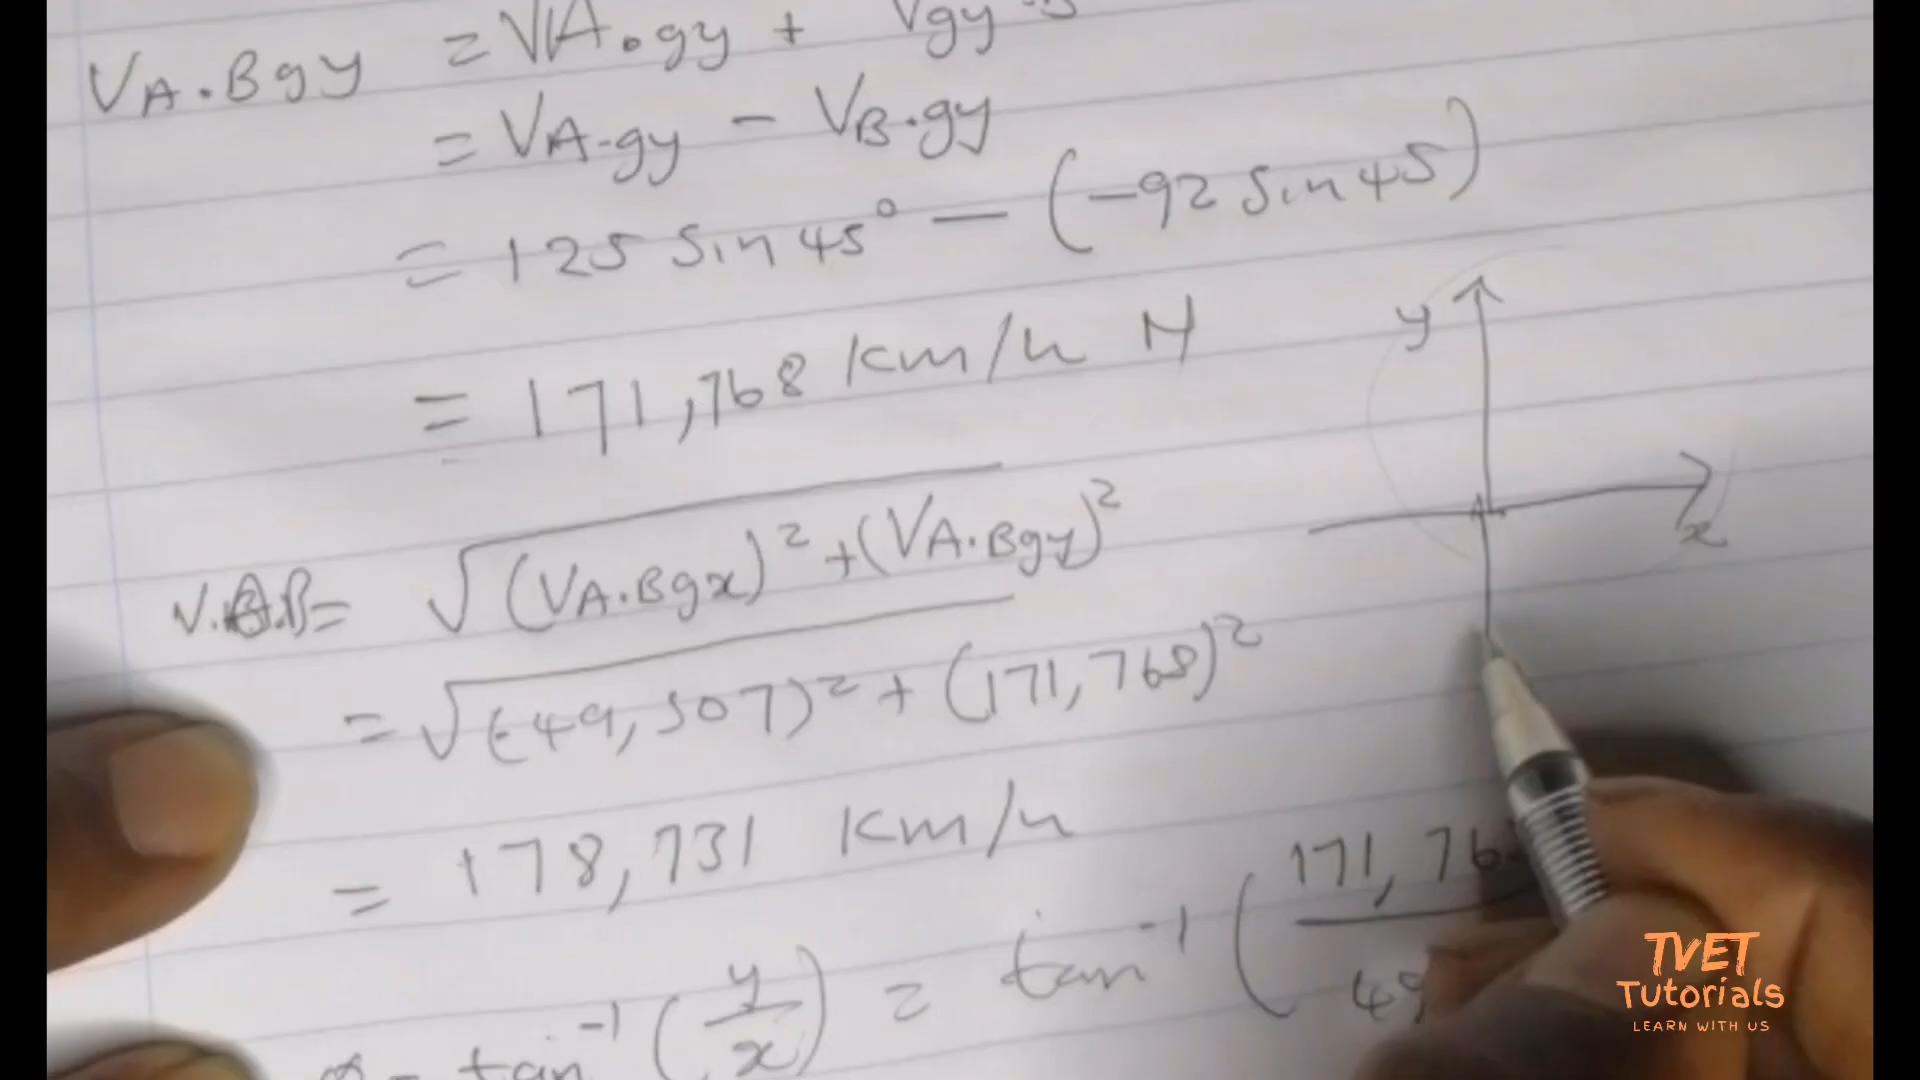 VA.Bgy = VA.gy + Vgy.B
= VA.gy - VB.gy
= 125 Sin 45° - (-92 Sin 45)
= 171,768 km/h N
y
x
V.A.B = √(VA.Bgx)² + (VA.Bgy)²
= √(-49,507)² + (171,768)²
= 178,731 km/h
tan⁻¹ (y/x) = tan⁻¹ (171,76
49
TVET
Tutorials
LEARN WITH US